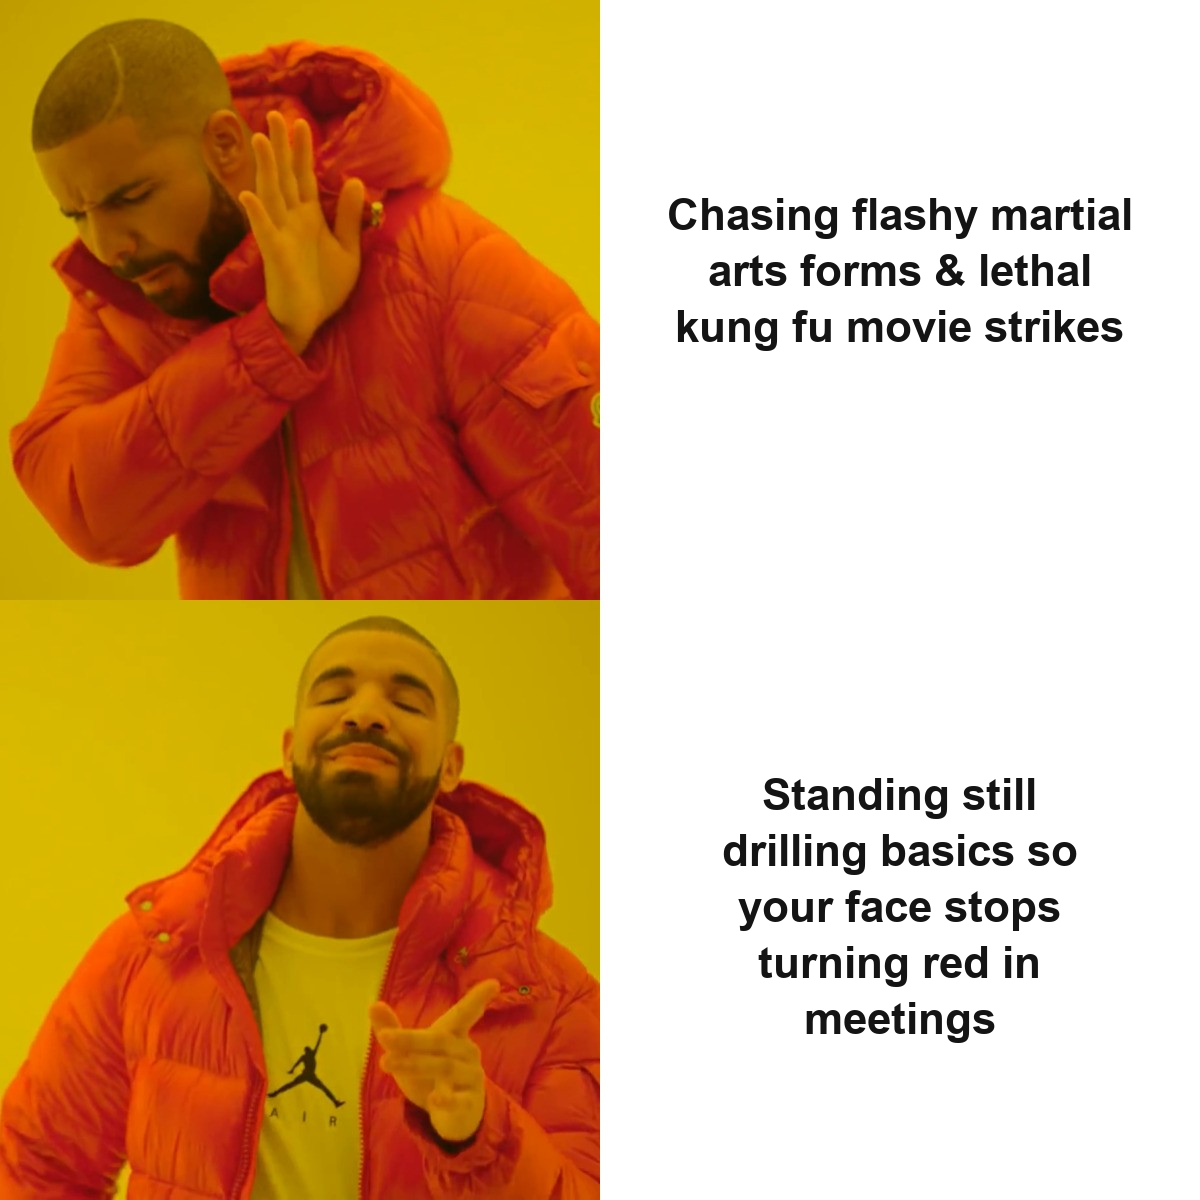 Chasing flashy martial
arts forms & lethal
kung fu movie strikes
Standing still
drilling basics so
your face stops
turning red in
meetings
AIR